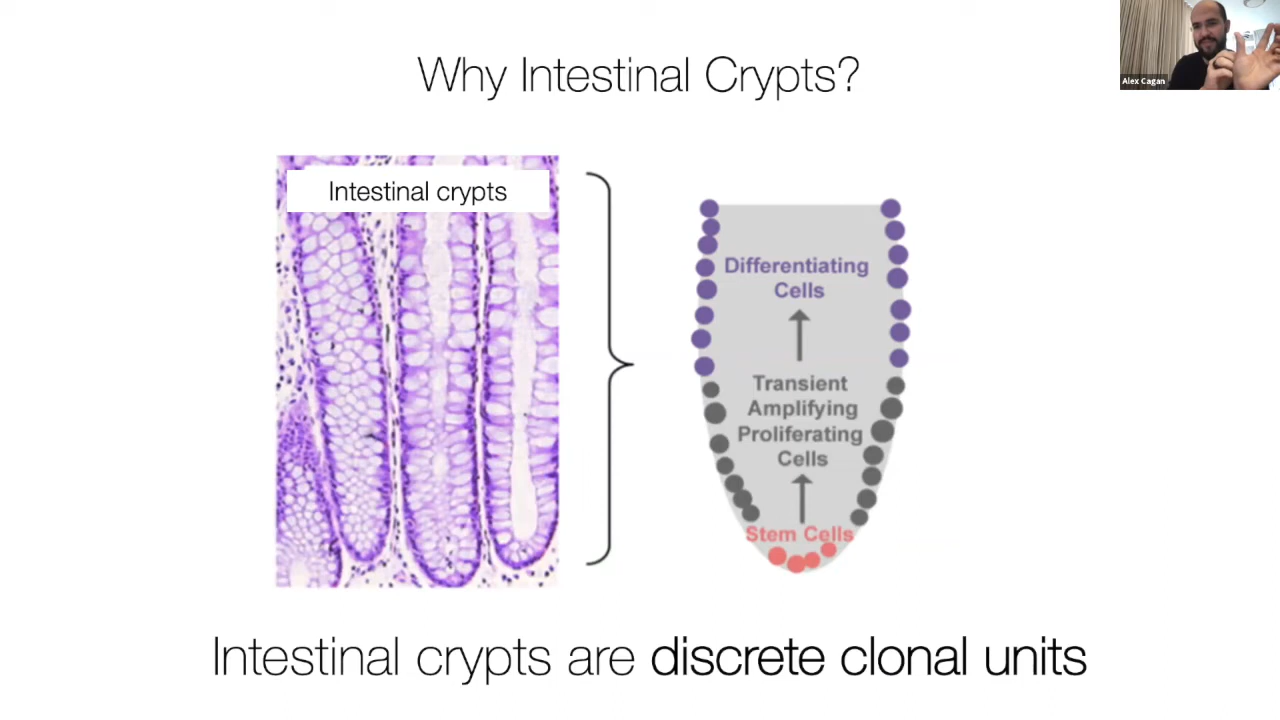 Why Intestinal Crypts?
Alex Cagan
Intestinal crypts
Differentiating
Cells
Transient
Amplifying
Proliferating
Cells
Stem Cells
Intestinal crypts are discrete clonal units